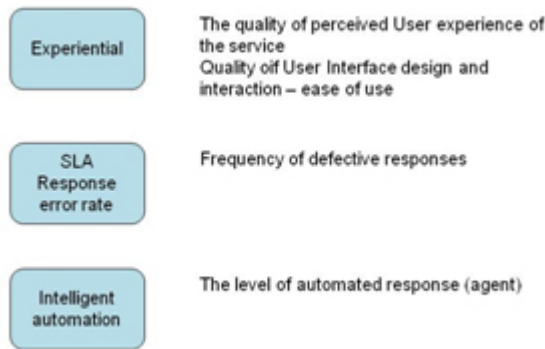 Experiential
The quality of perceived User experience of
the service
Quality oif User Interface design and
interaction – ease of use
SLA
Response
error rate
Frequency of defective responses
Intelligent
automation
The level of automated response (agent)